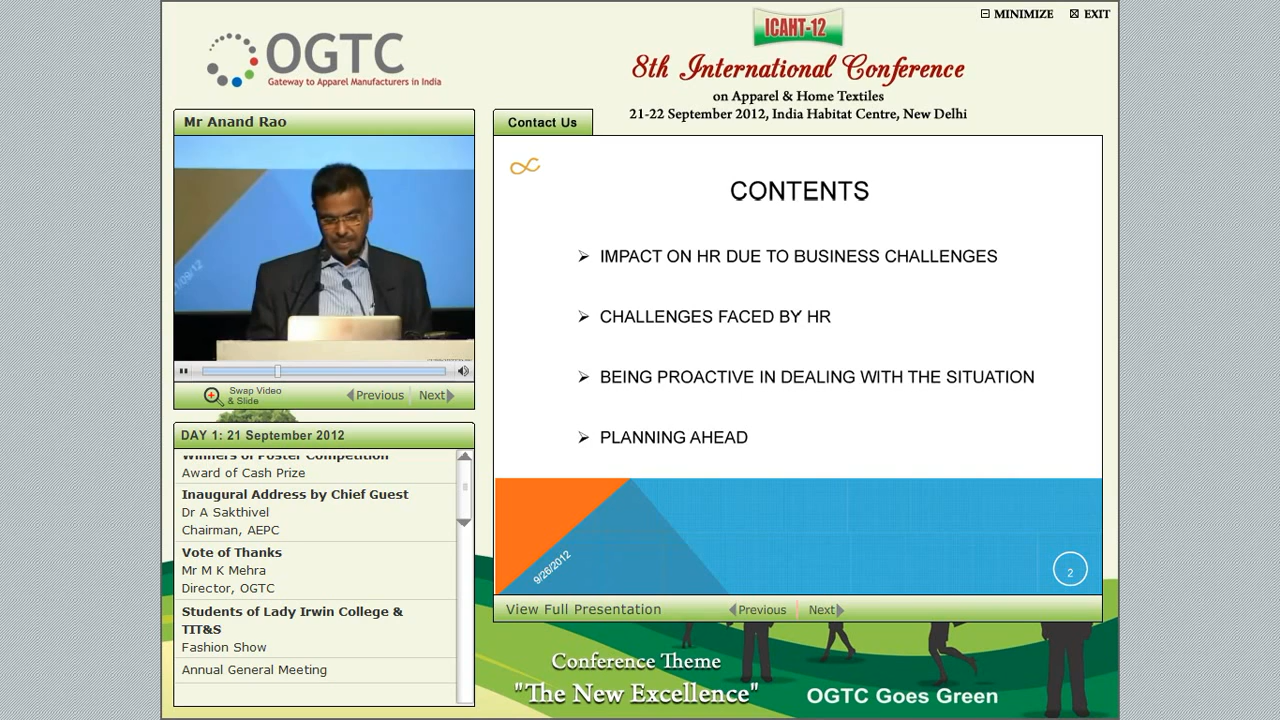 MINIMIZE
EXIT
OGTC
Gateway to Apparel Manufacturers in India
ICAHT-12
8th International Conference
on Apparel & Home Textiles
21-22 September 2012, India Habitat Centre, New Delhi
Mr Anand Rao
Contact Us
CONTENTS
➢ IMPACT ON HR DUE TO BUSINESS CHALLENGES
➢ CHALLENGES FACED BY HR
➢ BEING PROACTIVE IN DEALING WITH THE SITUATION
➢ PLANNING AHEAD
9/26/2012
2
Swap Video
& Slide
Previous
Next
DAY 1: 21 September 2012
Winners of Poster Competition
Award of Cash Prize
Inaugural Address by Chief Guest
Dr A Sakthivel
Chairman, AEPC
Vote of Thanks
Mr M K Mehra
Director, OGTC
Students of Lady Irwin College &
TIT&S
Fashion Show
Annual General Meeting
View Full Presentation
Previous
Next
Conference Theme
"The New Excellence"
OGTC Goes Green